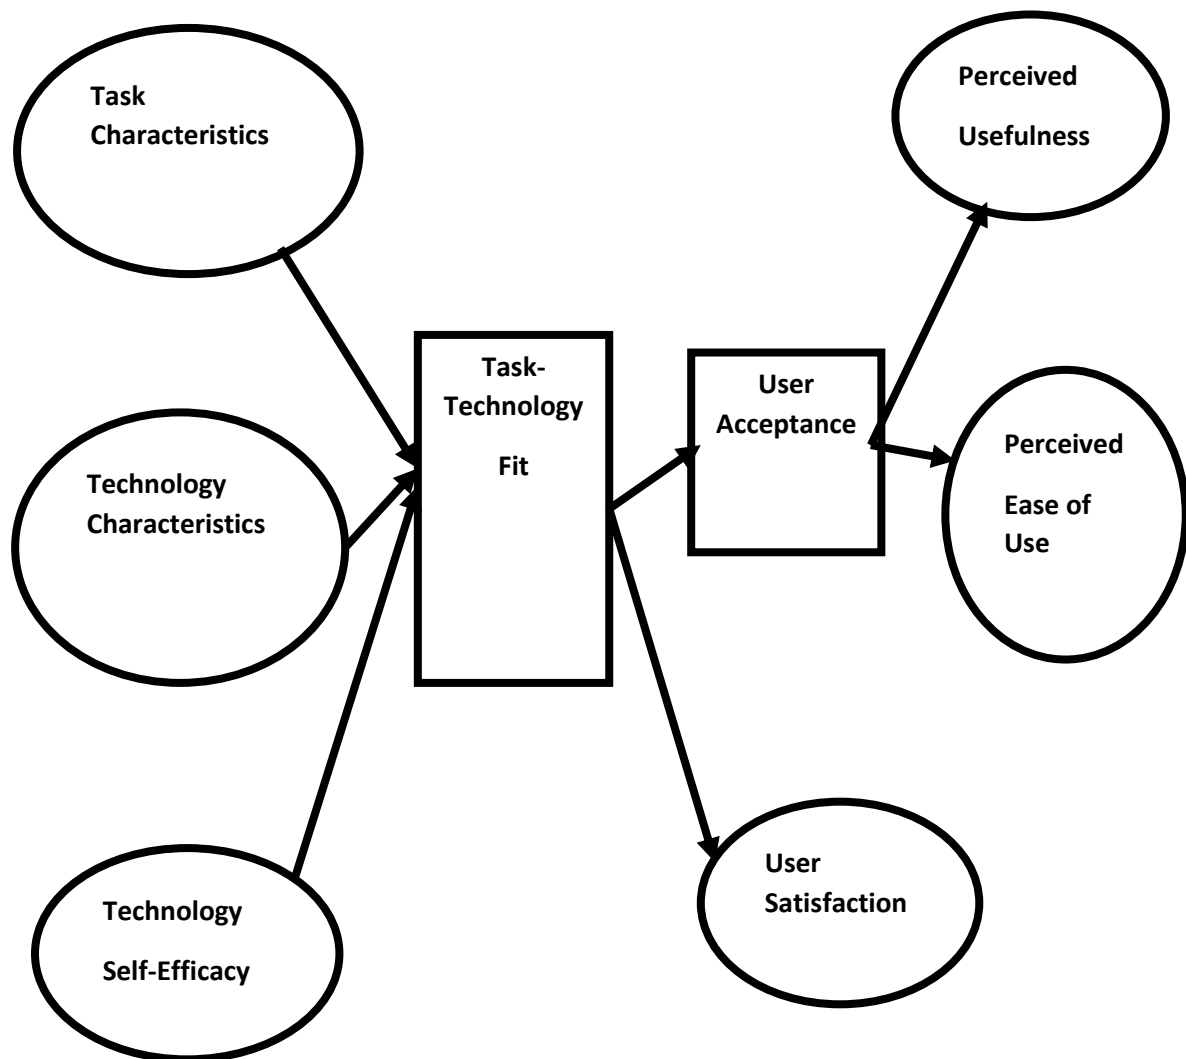 Task
Characteristics
Technology
Characteristics
Technology
Self-Efficacy
Task-
Technology
Fit
User
Acceptance
Perceived
Usefulness
Perceived
Ease of
Use
User
Satisfaction